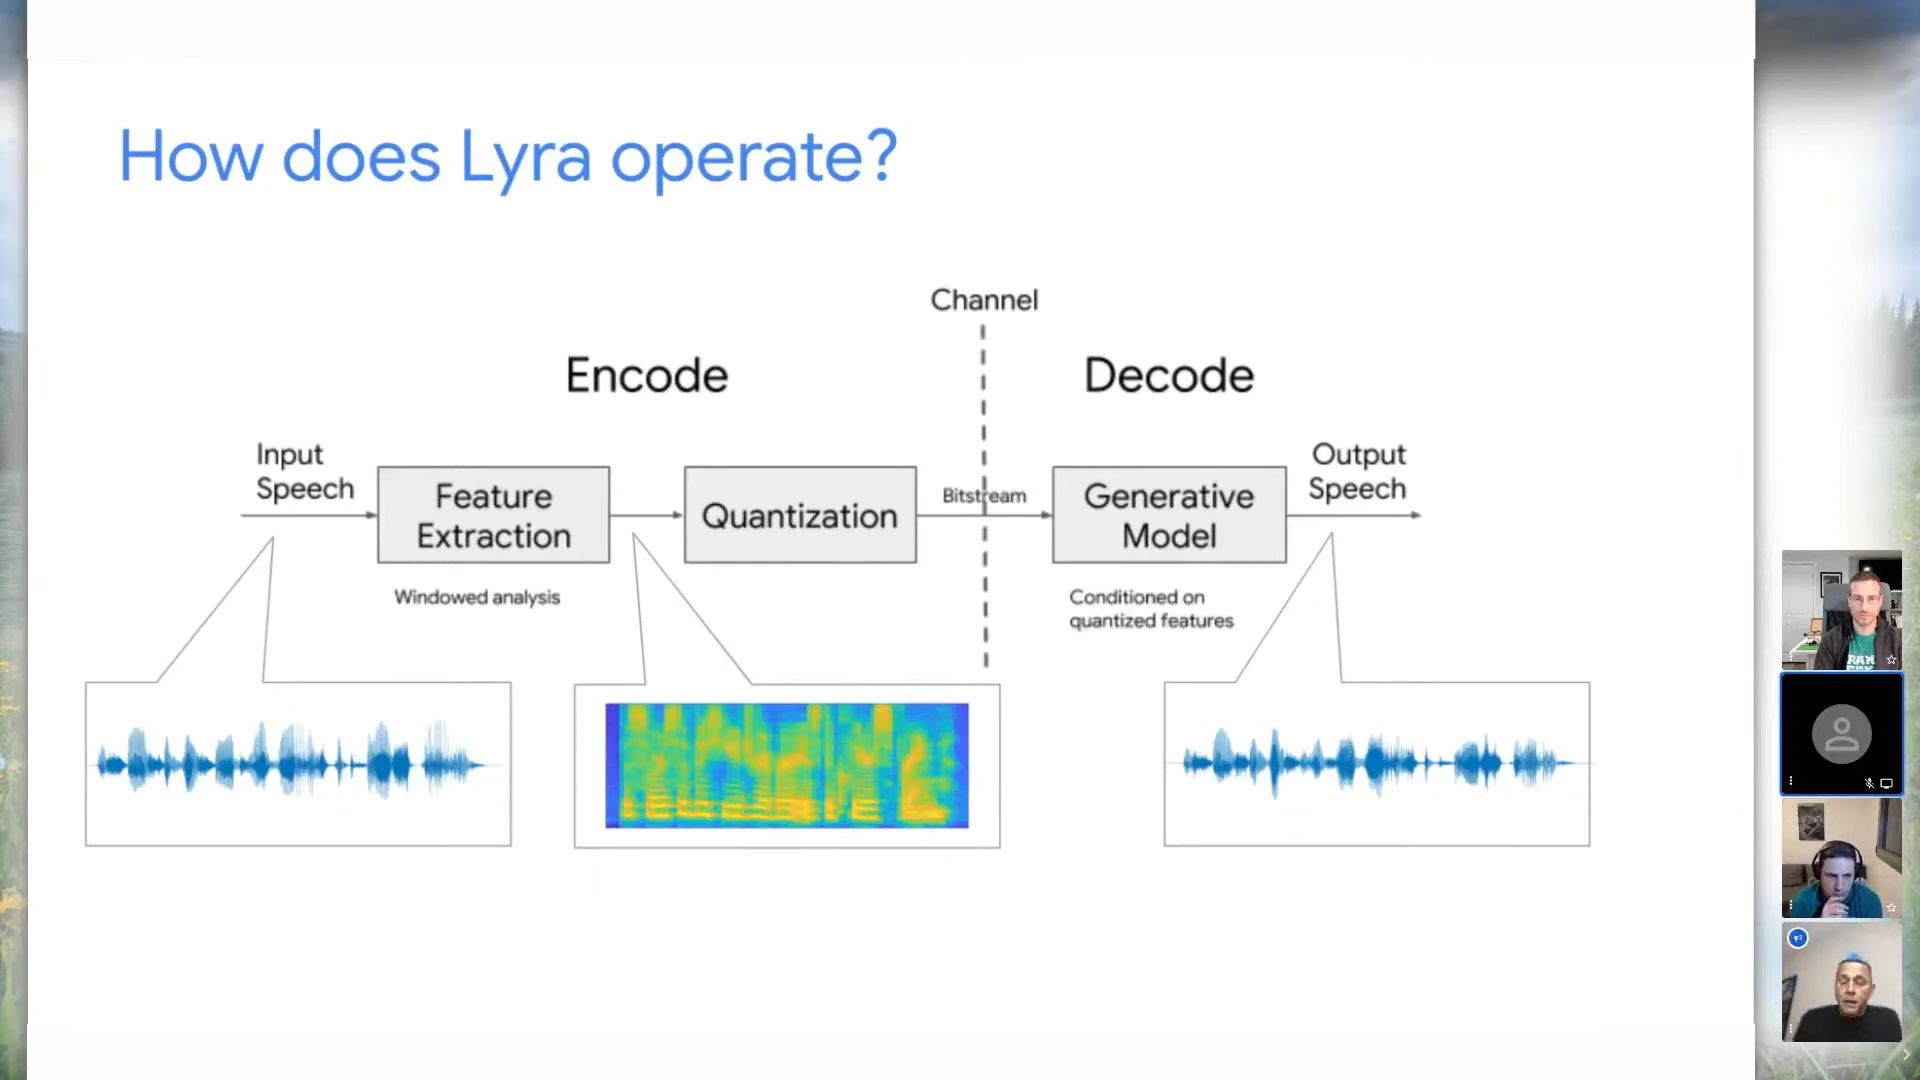 How does Lyra operate?
Channel
Encode
Decode
Input
Speech
Feature
Extraction
Quantization
Bitstream
Generative
Model
Output
Speech
Windowed analysis
Conditioned on
quantized features